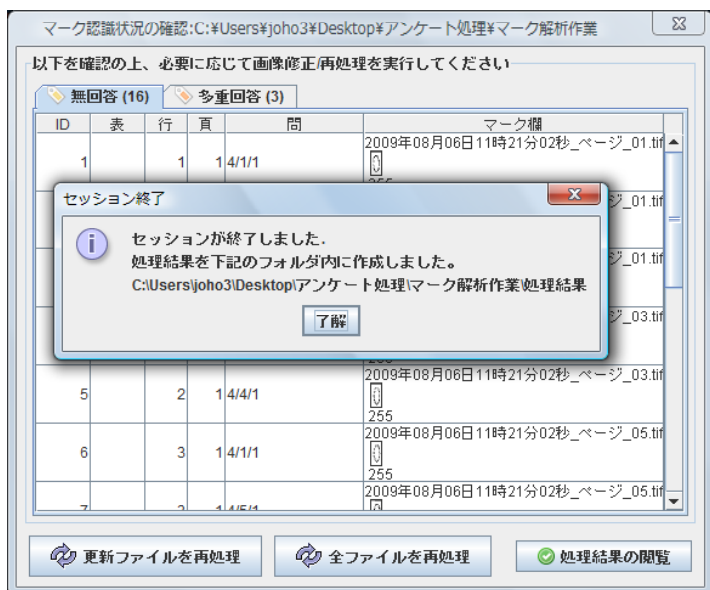 マーク認識状況の確認:C:¥Users¥joho3¥Desktop¥アンケート処理¥マーク解析作業
以下を確認の上、必要に応じて画像修正/再処理を実行してください
無回答 (16) 多重回答 (3)
ID 表 行 頁 問 マーク欄
2009年08月06日11時21分02秒_ページ_01.tif
1 1 1 4/1/1
セッション終了
ジ_01.tif
セッションが終了しました.
処理結果を下記のフォルダ内に作成しました。
ジ_01.tif
C:\Users\joho3\Desktop\アンケート処理\マーク解析作業\処理結果
了解
ジ_03.tif
2009年08月06日11時21分02秒_ページ_03.tif
5 2 1 4/4/1
255
2009年08月06日11時21分02秒_ページ_05.tif
6 3 1 4/1/1
255
2009年08月06日11時21分02秒_ページ_05.tif
更新ファイルを再処理 全ファイルを再処理 処理結果の閲覧